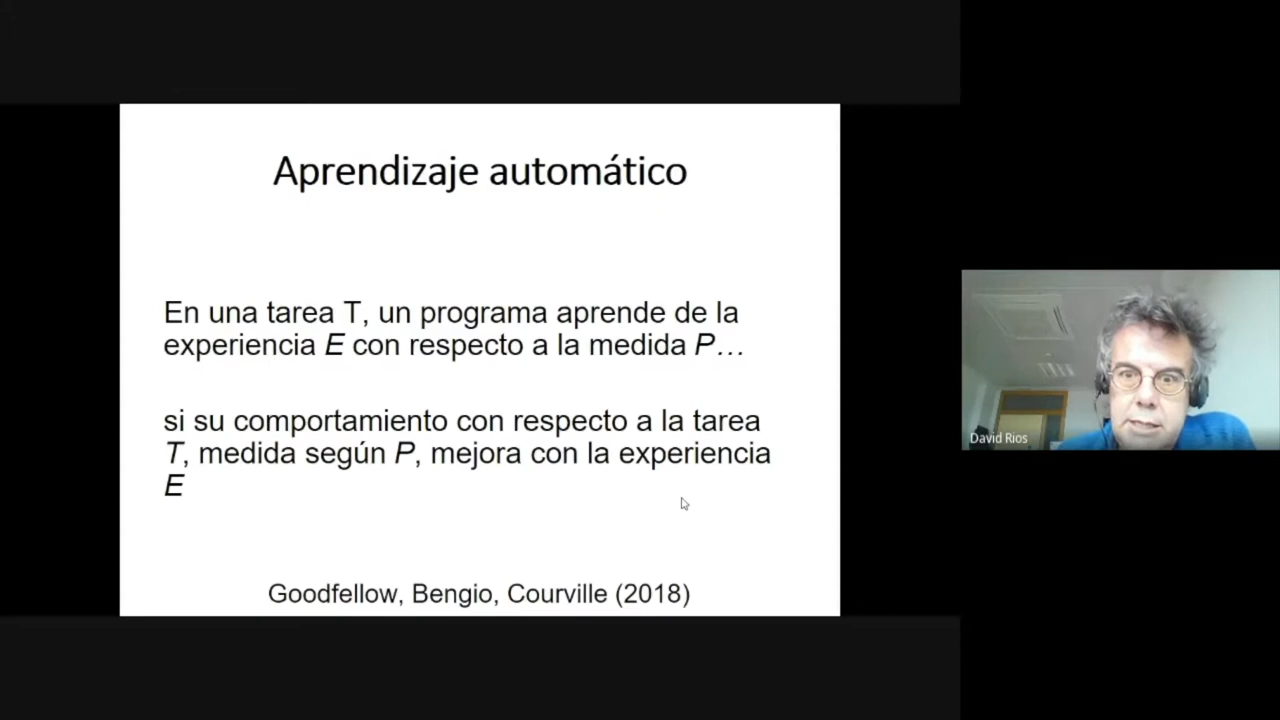 Aprendizaje automático
En una tarea T, un programa aprende de la
experiencia E con respecto a la medida P…
si su comportamiento con respecto a la tarea
T, medida según P, mejora con la experiencia
E
Goodfellow, Bengio, Courville (2018)
David Rios